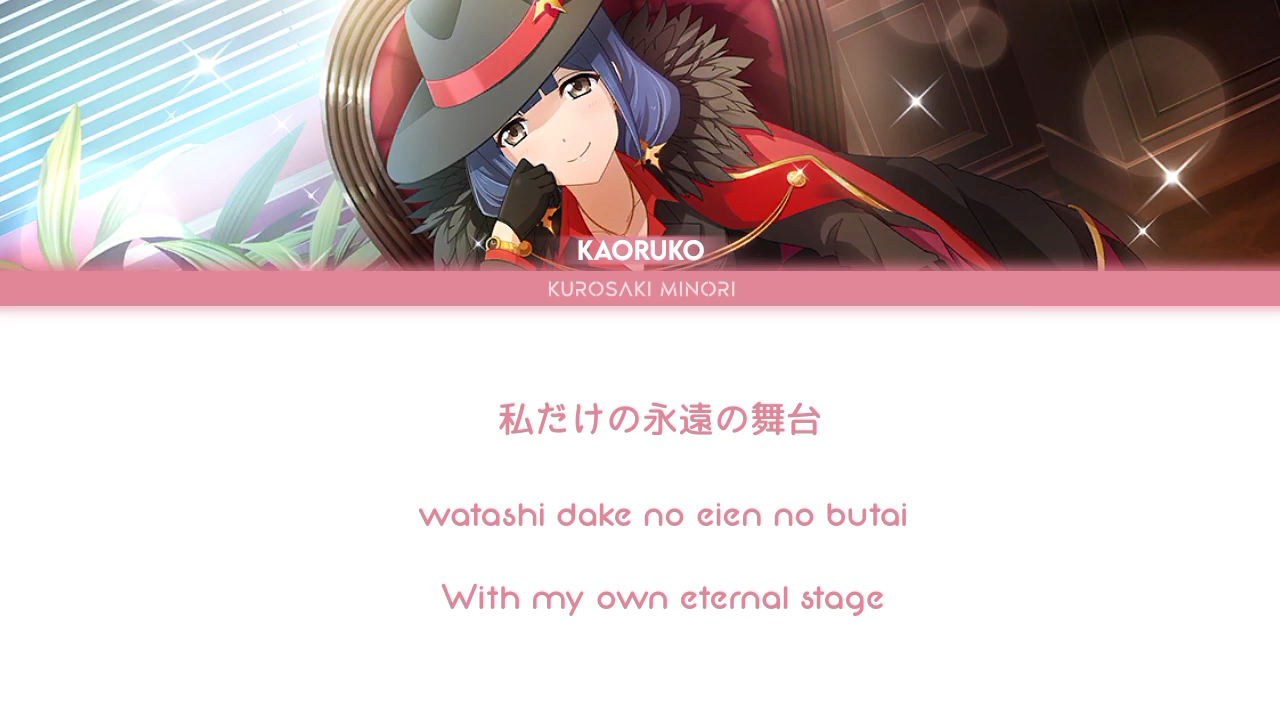 KAORUKO
KUROSAKI MINORI
私だけの永遠の舞台
watashi dake no eien no butai
With my own eternal stage